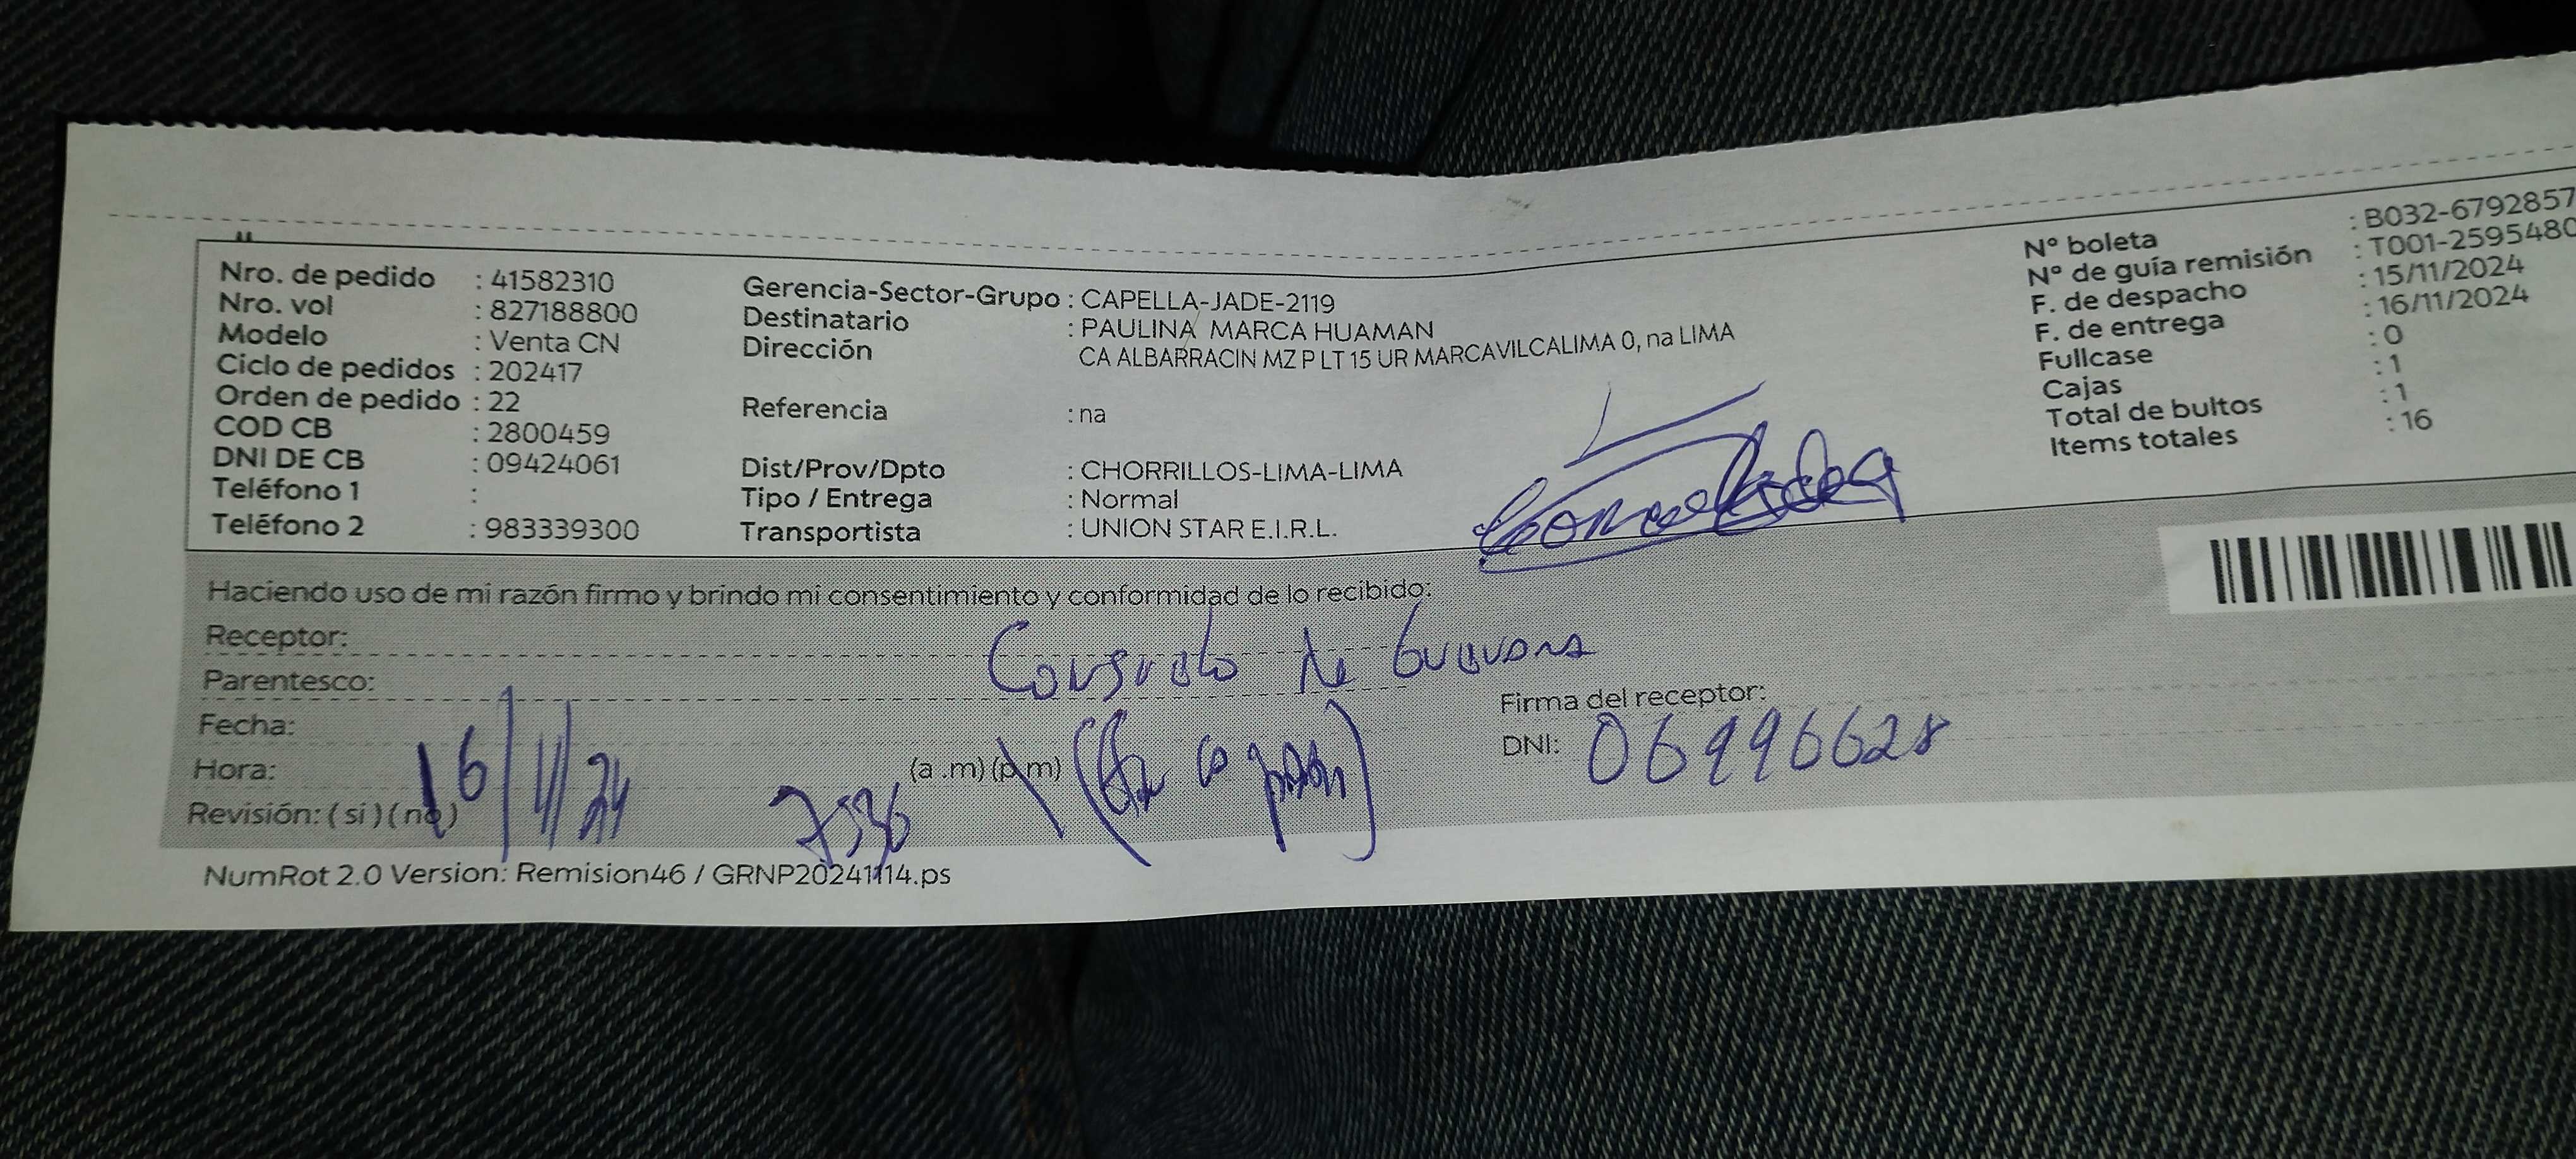 Nro. de pedido : 41582310
Nro. vol : 827188800
Modelo : Venta CN
Ciclo de pedidos : 202417
Orden de pedido : 22
COD CB : 2800459
DNI DE CB : 09424061
Teléfono 1 :
Teléfono 2 : 983339300
Gerencia-Sector-Grupo : CAPELLA-JADE-2119
Destinatario : PAULINA MARCA HUAMAN
Dirección
CA ALBARRACIN MZ P LT 15 UR MARCAVILCALIMA 0, na LIMA
Referencia : na
Dist/Prov/Dpto : CHORRILLOS-LIMA-LIMA
Tipo / Entrega : Normal
Transportista : UNION STAR E.I.R.L.
N° boleta : B032-6792857
N° de guía remisión : T001-2595480
F. de despacho : 15/11/2024
F. de entrega : 16/11/2024
Fullcase : 0
Cajas : 1
Total de bultos : 1
Items totales : 16
Haciendo uso de mi razón firmo y brindo mi consentimiento y conformidad de lo recibido:
Receptor: Consuelo de
Parentesco:
Fecha: 16/11/24
Hora: (a .m) (p.m)
Revisión: ( si ) ( no )
Firma del receptor:
DNI: 06996628
NumRot 2.0 Version: Remision46 / GRNP20241114.ps